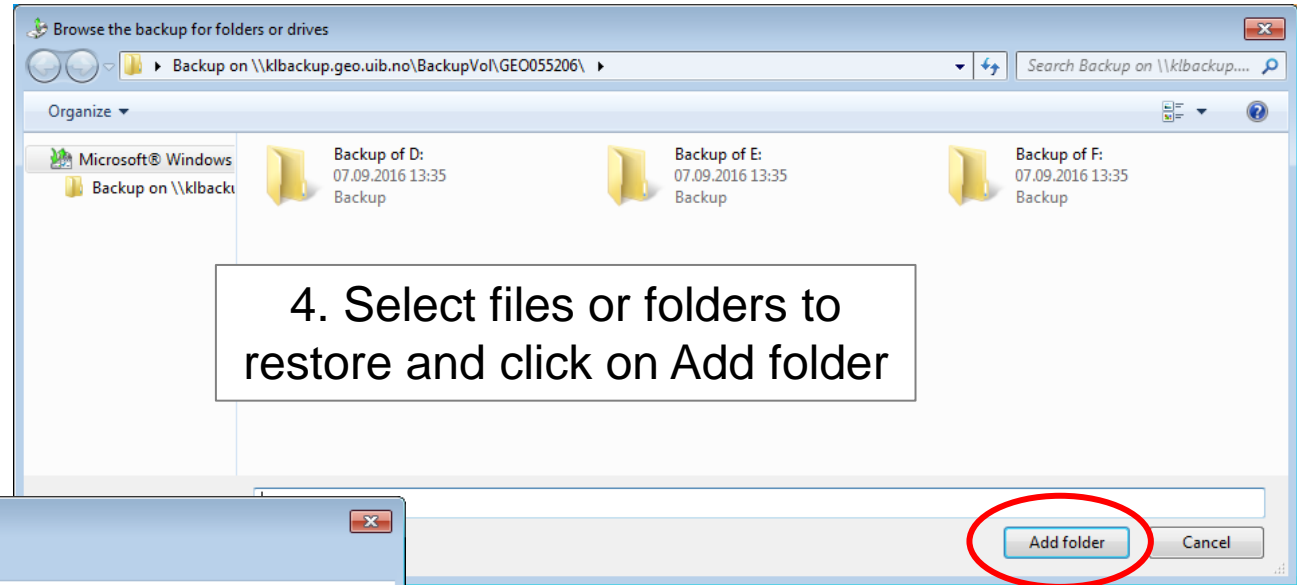 Browse the backup for folders or drives
Backup on \\klbackup.geo.uib.no\BackupVol\GEO055206\
Search Backup on \\klbackup....
Organize
Microsoft® Windows
Backup on \\klbacku
Backup of D:
07.09.2016 13:35
Backup
Backup of E:
07.09.2016 13:35
Backup
Backup of F:
07.09.2016 13:35
Backup
4. Select files or folders to
restore and click on Add folder
Add folder
Cancel